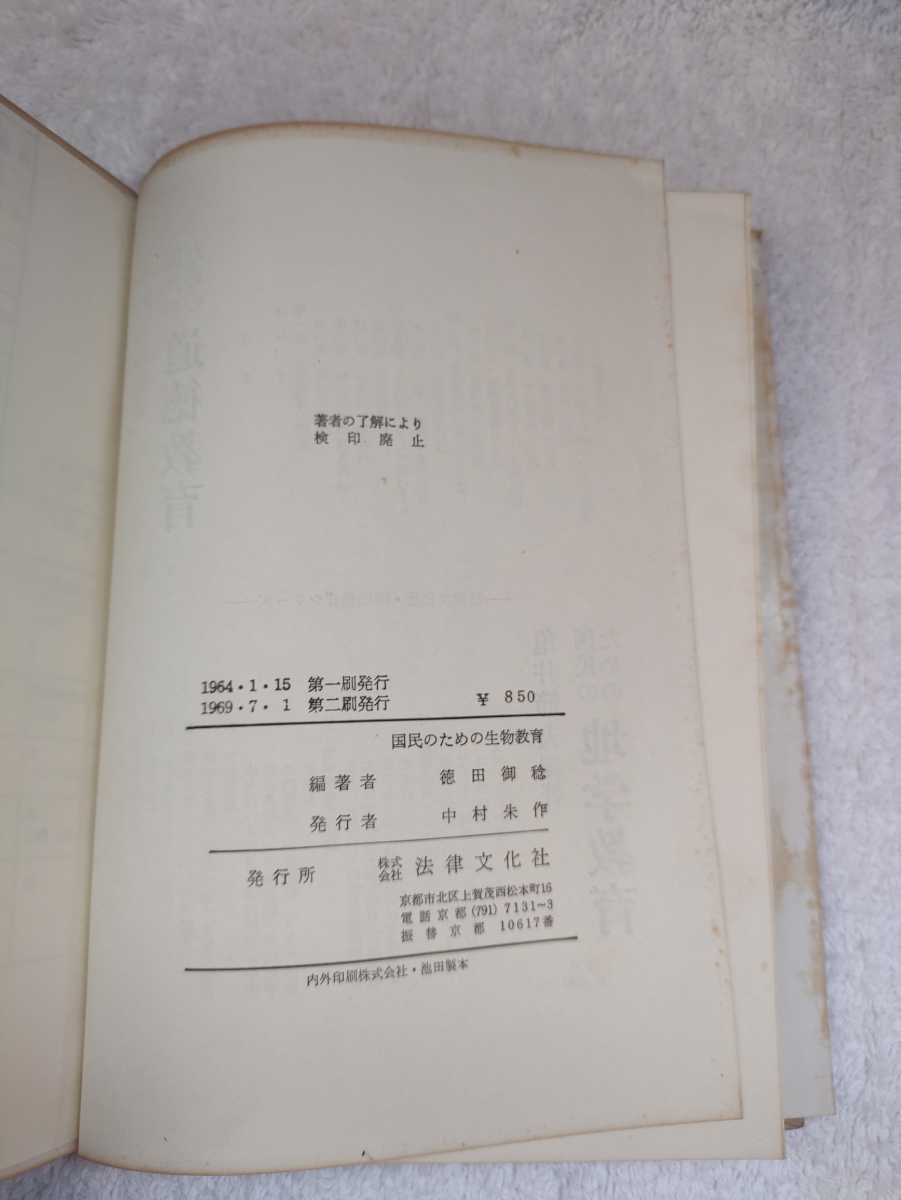 著者の了解により
検印廃止
1964・1・15 第一刷発行
1969・7・1 第二刷発行 ¥850
国民のための生物教育
編著者 徳田御稔
発行者 中村朱作
発行所 株式会社 法律文化社
京都市北区上賀茂西松本町16
電話京都(791)7131~3
振替京都 10617番
内外印刷株式会社・池田製本